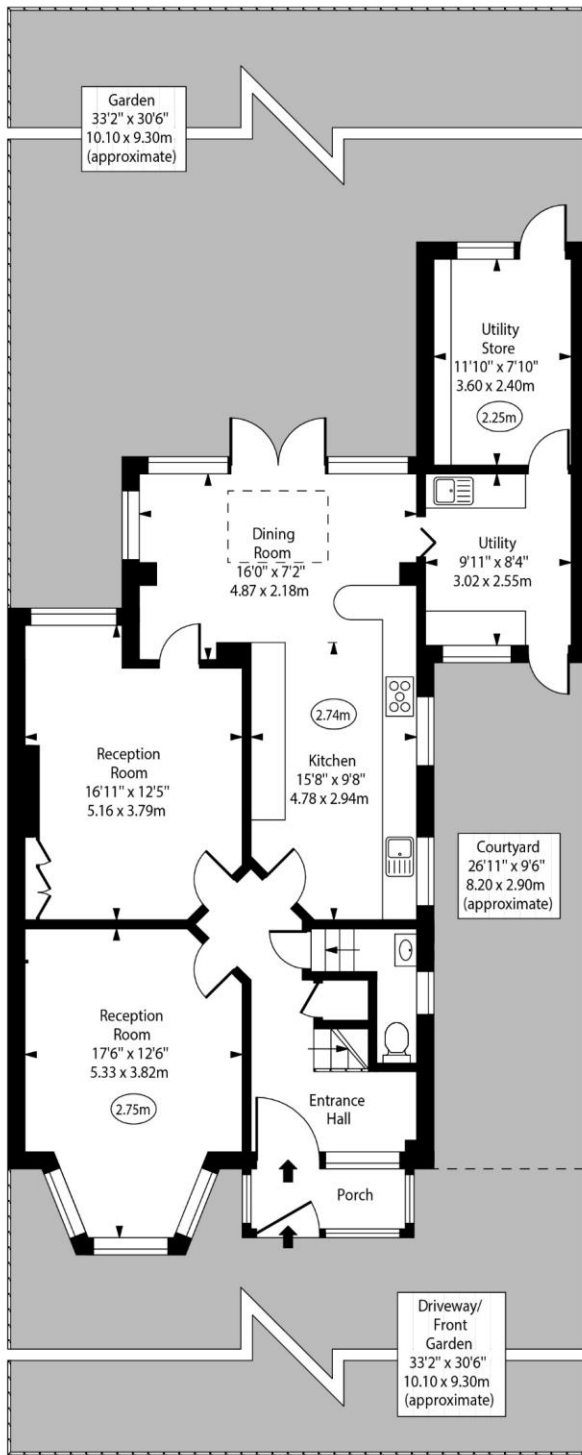 Garden
33'2" x 30'6"
10.10 x 9.30m
(approximate)
Utility
Store
11'10" x 7'10"
3.60 x 2.40m
2.25m
Dining
Room
16'0" x 7'2"
4.87 x 2.18m
Utility
9'11" x 8'4"
3.02 x 2.55m
2.74m
Kitchen
15'8" x 9'8"
4.78 x 2.94m
Reception
Room
16'11" x 12'5"
5.16 x 3.79m
Courtyard
26'11" x 9'6"
8.20 x 2.90m
(approximate)
Reception
Room
17'6" x 12'6"
5.33 x 3.82m
2.75m
Entrance
Hall
Porch
Driveway/
Front
Garden
33'2" x 30'6"
10.10 x 9.30m
(approximate)